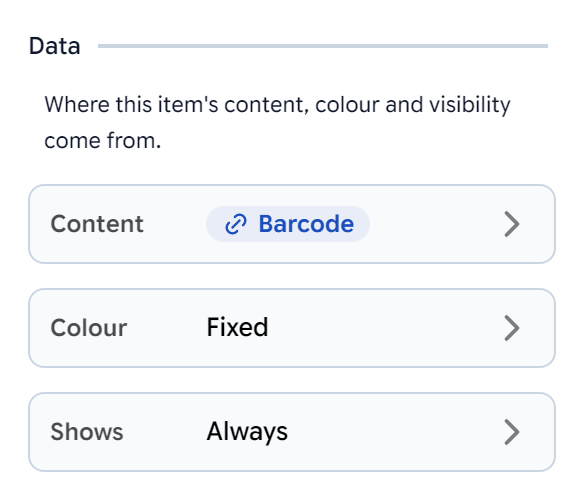 Data
Where this item's content, colour and visibility
come from.
Content Barcode
Colour Fixed
Shows Always